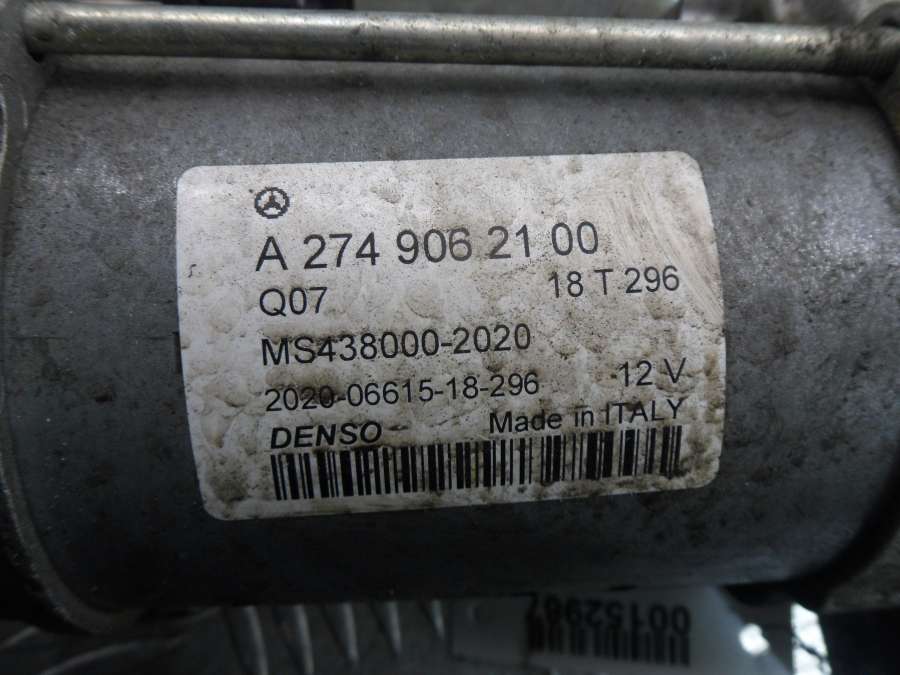 A 274 906 21 00
Q07 18 T 296
MS438000-2020
2020-06615-18-296 12 V
DENSO Made in ITALY
00152967